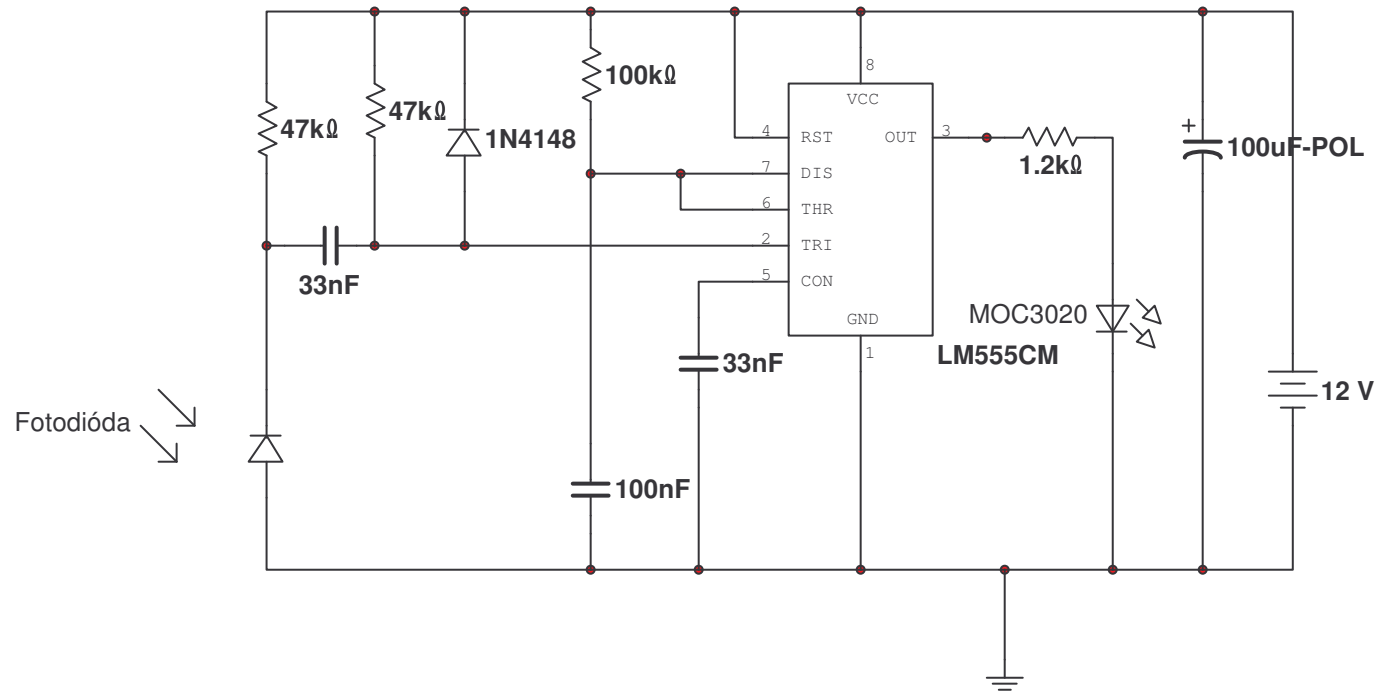 100kΩ
47kΩ
47kΩ
1N4148
33nF
8
VCC
4
RST
OUT
3
7
DIS
6
THR
2
TRI
5
CON
GND
1
LM555CM
1.2kΩ
MOC3020
+
100uF-POL
12 V
33nF
100nF
Fotodióda